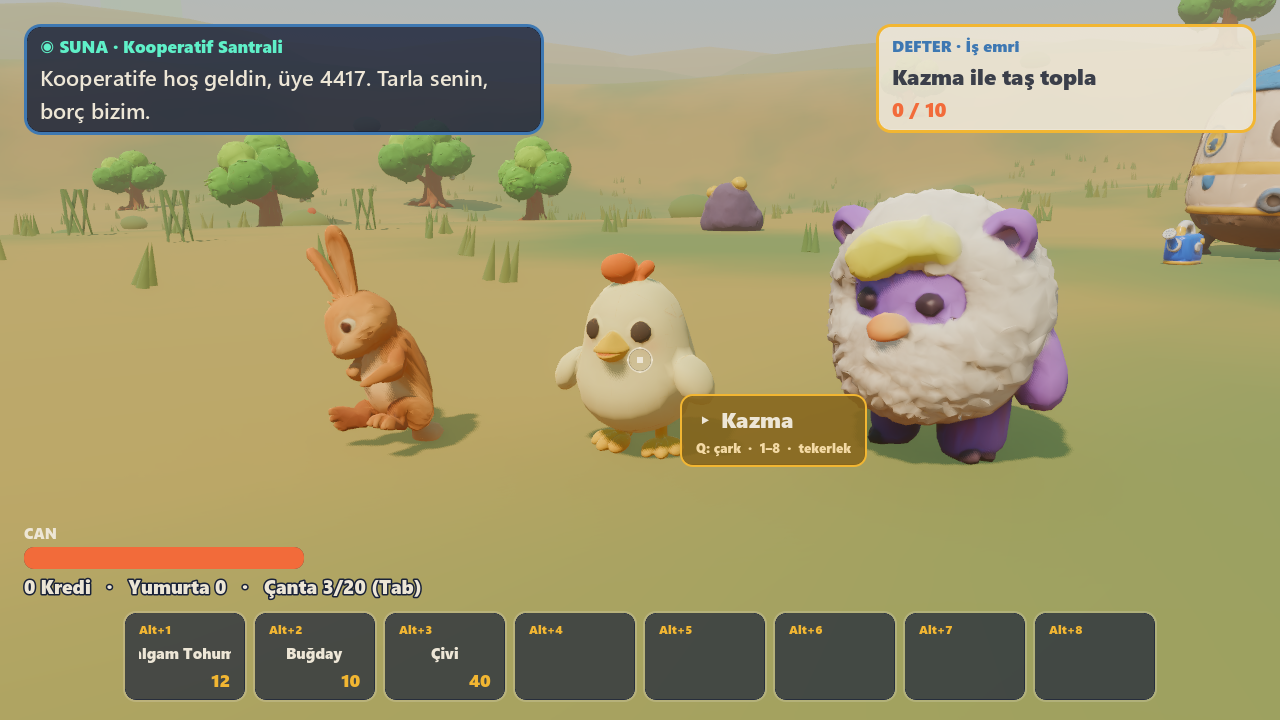 ◉ SUNA · Kooperatif Santrali
Kooperatife hoş geldin, üye 4417. Tarla senin,
borç bizim.
DEFTER · İş emri
Kazma ile taş topla
0 / 10
▸ Kazma
Q: çark · 1–8 · tekerlek
CAN
0 Kredi · Yumurta 0 · Çanta 3/20 (Tab)
Alt+1
Alt+2
Alt+3
Alt+4
Alt+5
Alt+6
Alt+7
Alt+8
Buğday
Çivi
12
10
40